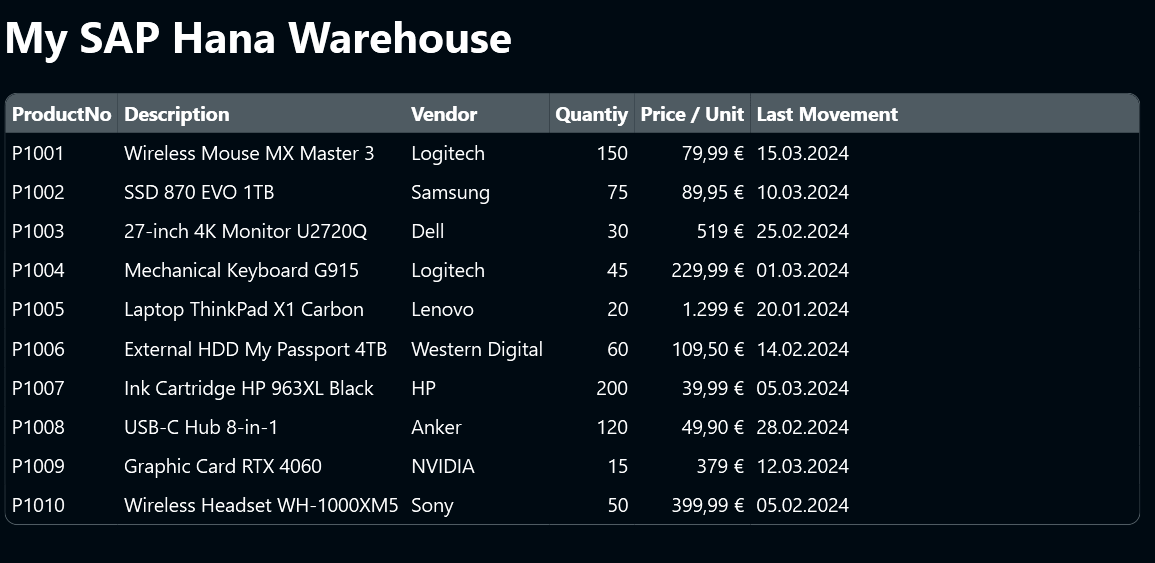 My SAP Hana Warehouse
ProductNo Description Vendor Quantiy Price / Unit Last Movement
P1001 Wireless Mouse MX Master 3 Logitech 150 79,99 € 15.03.2024
P1002 SSD 870 EVO 1TB Samsung 75 89,95 € 10.03.2024
P1003 27-inch 4K Monitor U2720Q Dell 30 519 € 25.02.2024
P1004 Mechanical Keyboard G915 Logitech 45 229,99 € 01.03.2024
P1005 Laptop ThinkPad X1 Carbon Lenovo 20 1.299 € 20.01.2024
P1006 External HDD My Passport 4TB Western Digital 60 109,50 € 14.02.2024
P1007 Ink Cartridge HP 963XL Black HP 200 39,99 € 05.03.2024
P1008 USB-C Hub 8-in-1 Anker 120 49,90 € 28.02.2024
P1009 Graphic Card RTX 4060 NVIDIA 15 379 € 12.03.2024
P1010 Wireless Headset WH-1000XM5 Sony 50 399,99 € 05.02.2024